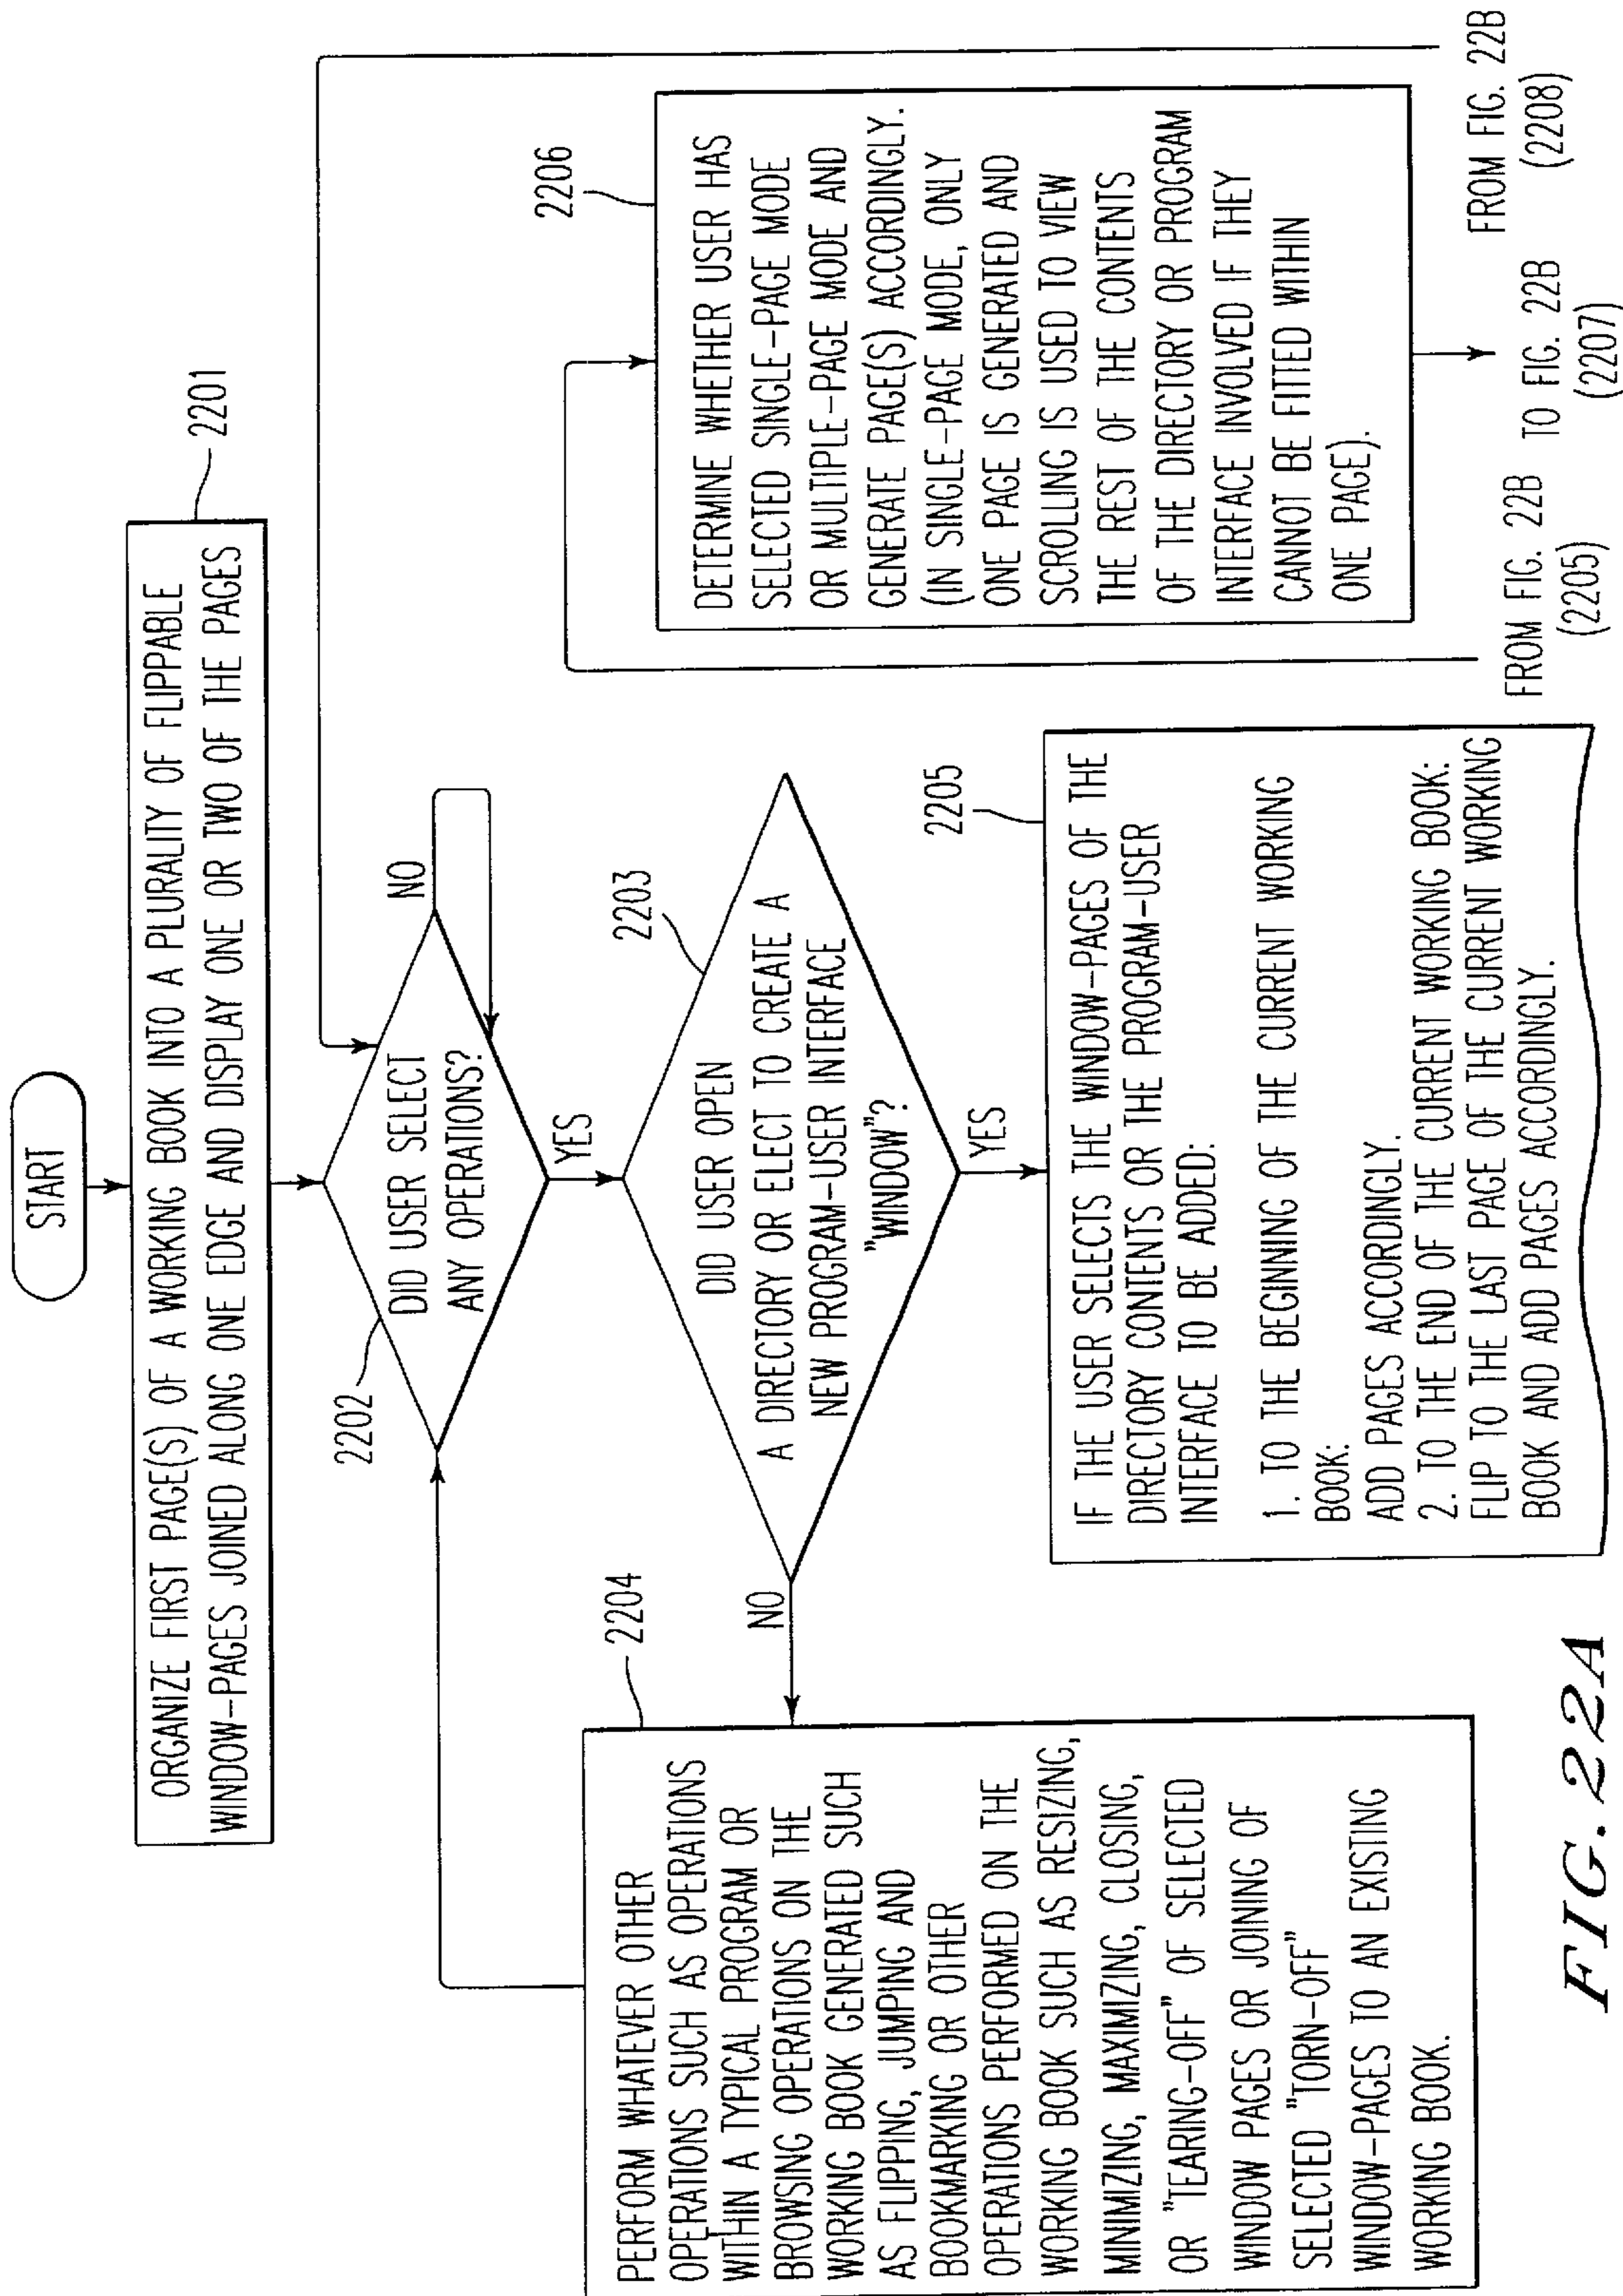 START
2201
ORGANIZE FIRST PAGE(S) OF A WORKING BOOK INTO A PLURALITY OF FLIPPABLE
WINDOW-PAGES JOINED ALONG ONE EDGE AND DISPLAY ONE OR TWO OF THE PAGES
2202
DID USER SELECT
ANY OPERATIONS?
NO
YES
2203
DID USER OPEN
A DIRECTORY OR ELECT TO CREATE A
NEW PROGRAM-USER INTERFACE
"WINDOW"?
NO
YES
2204
PERFORM WHATEVER OTHER
OPERATIONS SUCH AS OPERATIONS
WITHIN A TYPICAL PROGRAM OR
BROWSING OPERATIONS ON THE
WORKING BOOK GENERATED SUCH
AS FLIPPING, JUMPING AND
BOOKMARKING OR OTHER
OPERATIONS PERFORMED ON THE
WORKING BOOK SUCH AS RESIZING,
MINIMIZING, MAXIMIZING, CLOSING,
OR "TEARING-OFF" OF SELECTED
WINDOW PAGES OR JOINING OF
SELECTED "TORN-OFF"
WINDOW-PAGES TO AN EXISTING
WORKING BOOK.
2205
IF THE USER SELECTS THE WINDOW-PAGES OF THE
DIRECTORY CONTENTS OR THE PROGRAM-USER
INTERFACE TO BE ADDED:
1. TO THE BEGINNING OF THE CURRENT WORKING
BOOK:
ADD PAGES ACCORDINGLY.
2. TO THE END OF THE CURRENT WORKING BOOK:
FLIP TO THE LAST PAGE OF THE CURRENT WORKING
BOOK AND ADD PAGES ACCORDINGLY.
2206
DETERMINE WHETHER USER HAS
SELECTED SINGLE-PAGE MODE
OR MULTIPLE-PAGE MODE AND
GENERATE PAGE(S) ACCORDINGLY.
(IN SINGLE-PAGE MODE, ONLY
ONE PAGE IS GENERATED AND
SCROLLING IS USED TO VIEW
THE REST OF THE CONTENTS
OF THE DIRECTORY OR PROGRAM
INTERFACE INVOLVED IF THEY
CANNOT BE FITTED WITHIN
ONE PAGE).
FROM FIG. 22B
(2205)
TO FIG. 22B
(2207)
FROM FIG. 22B
(2208)
FIG. 22A